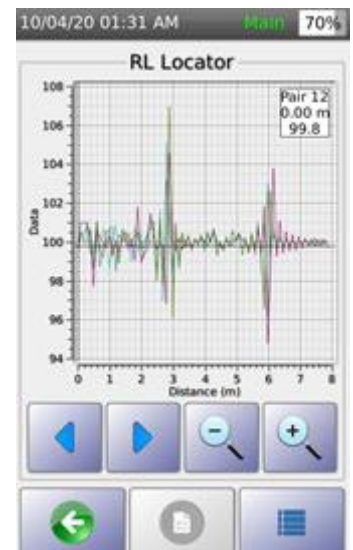 10/04/20 01:31 AM Main 70%
RL Locator
Pair 12
0.00 m
99.8
108
106
104
102
100
98
96
94
Data
0 1 2 3 4 5 6 7 8
Distance (m)